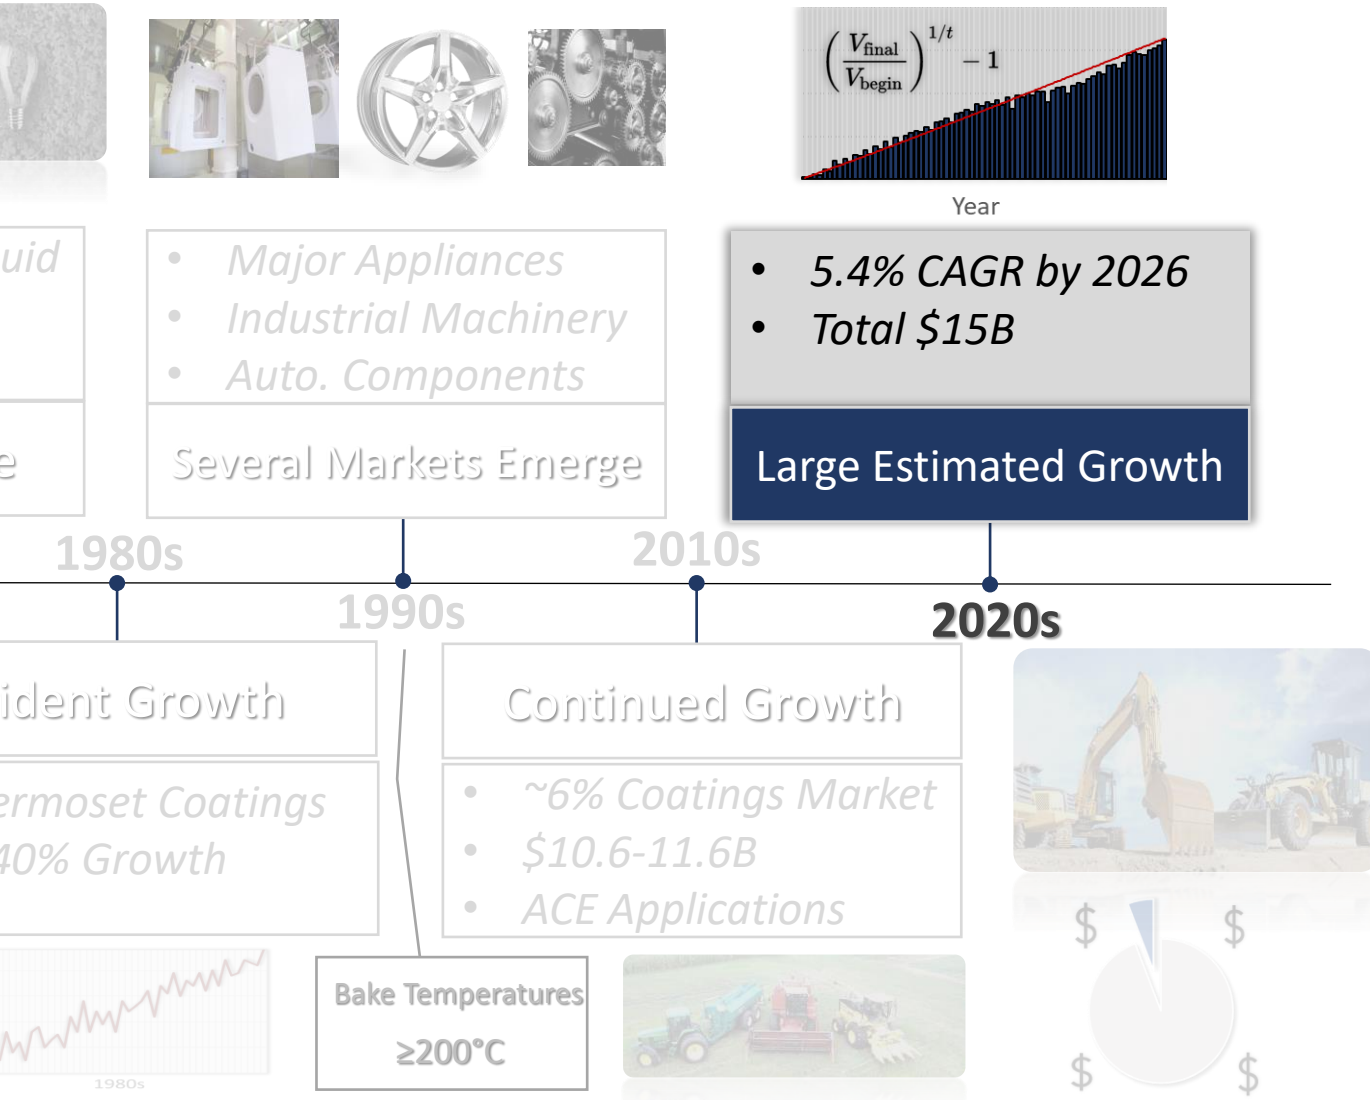 (V_final / V_begin)^{1/t} − 1
Year
uid
• Major Appliances
• Industrial Machinery
• Auto. Components
• 5.4% CAGR by 2026
• Total $15B
e
Several Markets Emerge
Large Estimated Growth
1980s
2010s
1990s
2020s
ident Growth
Continued Growth
ermoset Coatings
40% Growth
• ~6% Coatings Market
• $10.6-11.6B
• ACE Applications
$ $
Bake Temperatures
≥200°C
$ $
1980s